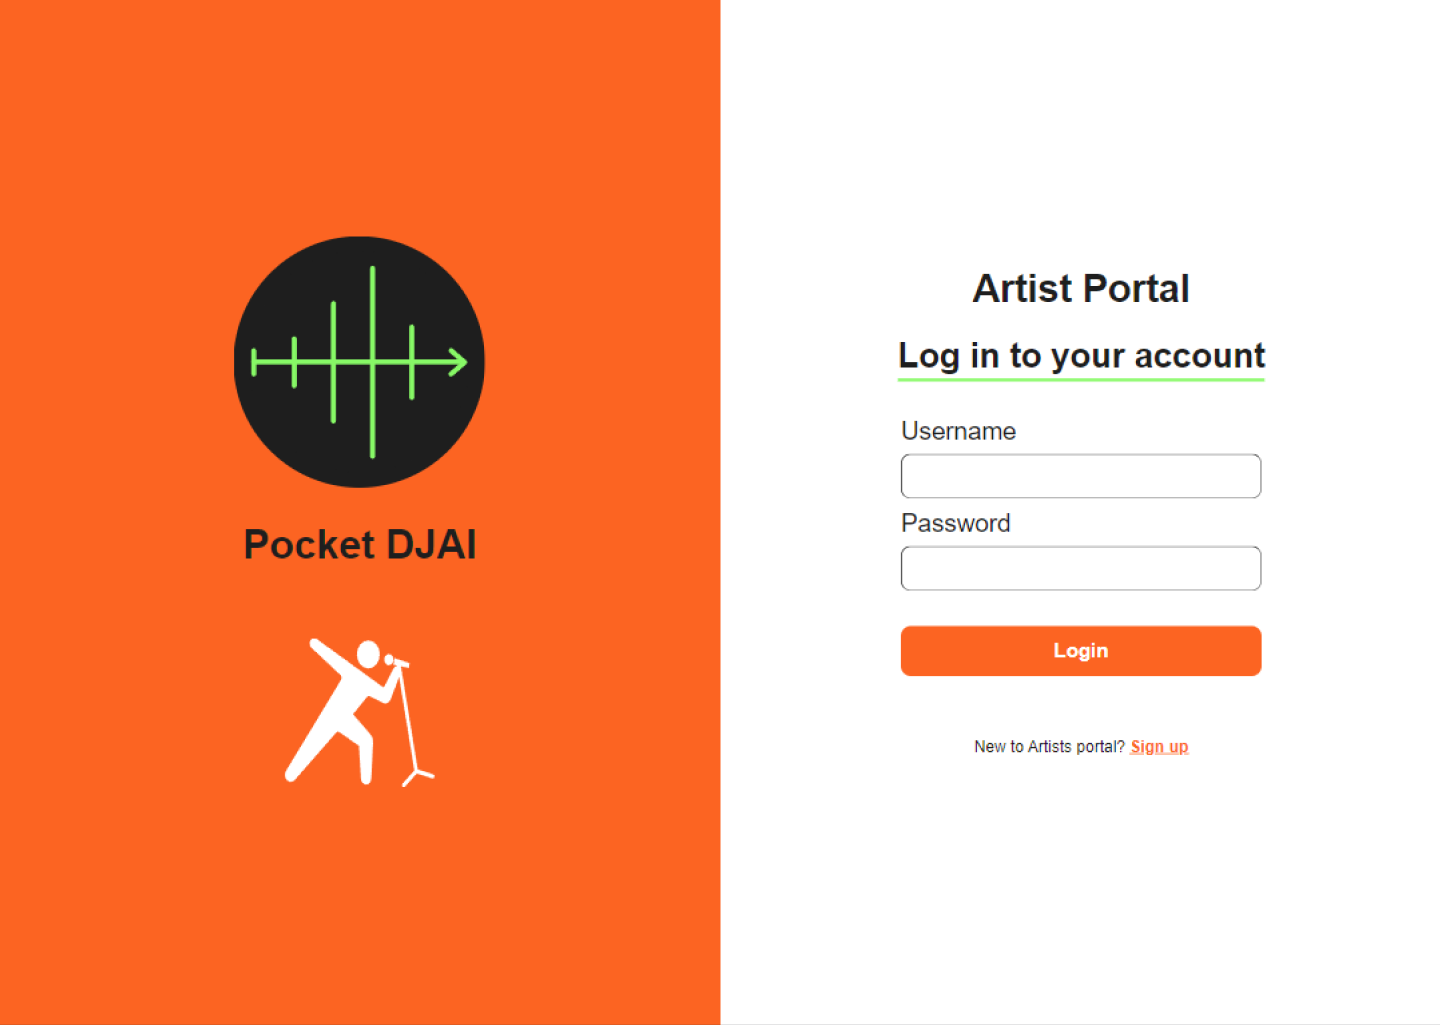 Pocket DJAI
Artist Portal
Log in to your account
Username
Password
Login
New to Artists portal? Sign up